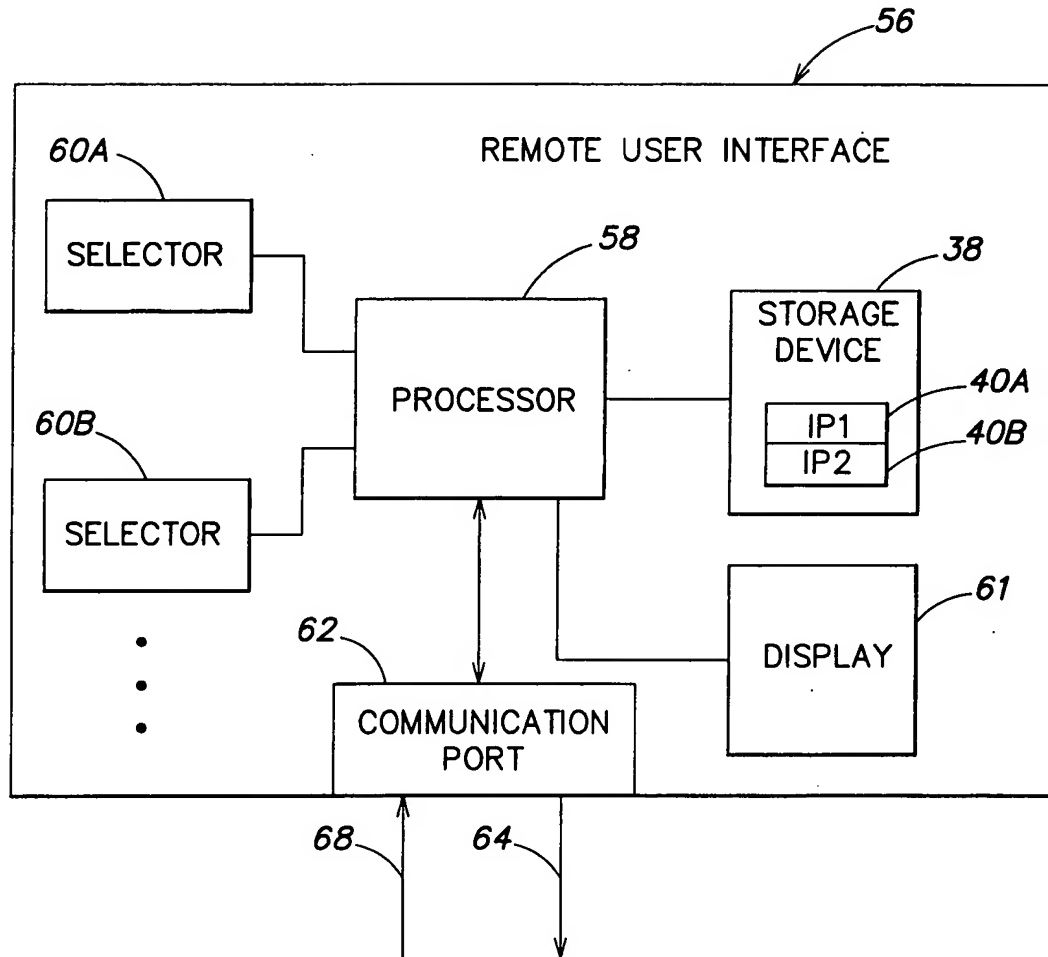 56
REMOTE USER INTERFACE
60A
SELECTOR
58
PROCESSOR
38
STORAGE
DEVICE
40A
IP1
40B
IP2
60B
SELECTOR
61
DISPLAY
62
COMMUNICATION
PORT
68
64